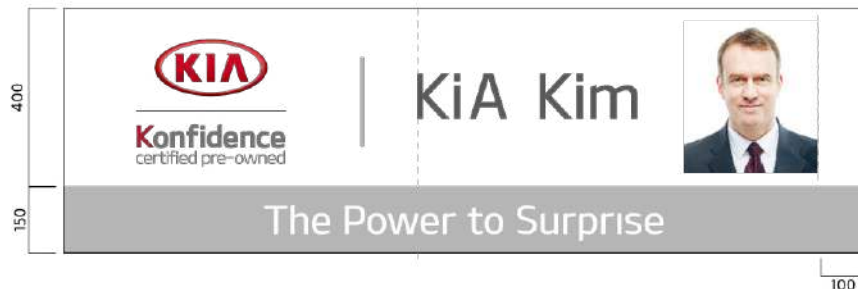 400
KIA
KiA Kim
Konfidence
certified pre-owned
150
The Power to Surprise
100